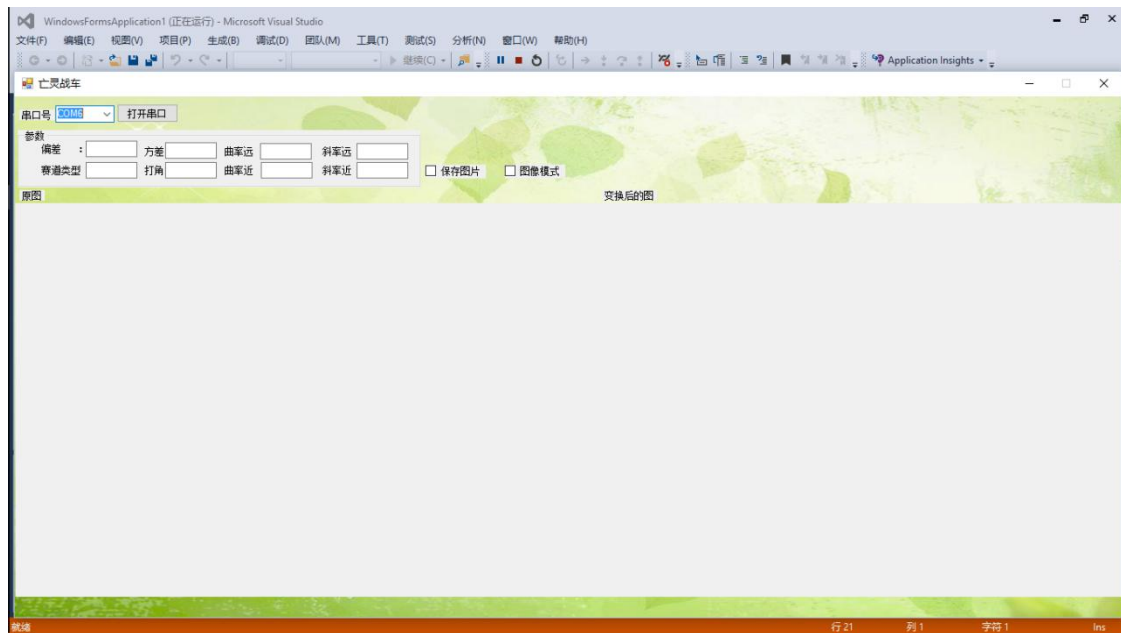 WindowsFormsApplication1 (正在运行) - Microsoft Visual Studio
文件(F) 编辑(E) 视图(V) 项目(P) 生成(B) 调试(D) 团队(M) 工具(T) 测试(S) 分析(N) 窗口(W) 帮助(H)
继续(C) Application Insights
亡灵战车
串口号 COM6 打开串口
参数
偏差 : 方差 曲率远 斜率远
赛道类型 打角 曲率近 斜率近 保存图片 图像模式
原图 变换后的图
就绪 行 21 列 1 字符 1 Ins